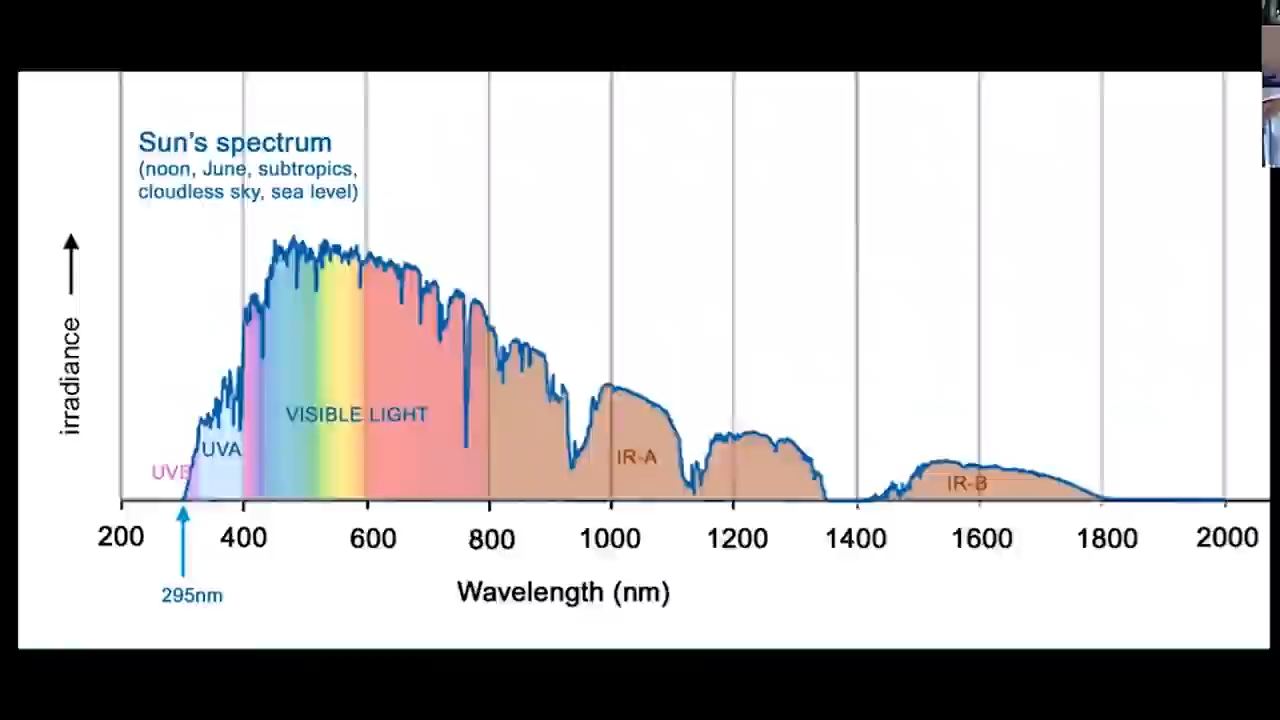 Sun's spectrum
(noon, June, subtropics,
cloudless sky, sea level)
irradiance
VISIBLE LIGHT
UVA
UVB
IR-A
IR-B
200 400 600 800 1000 1200 1400 1600 1800 2000
295nm
Wavelength (nm)